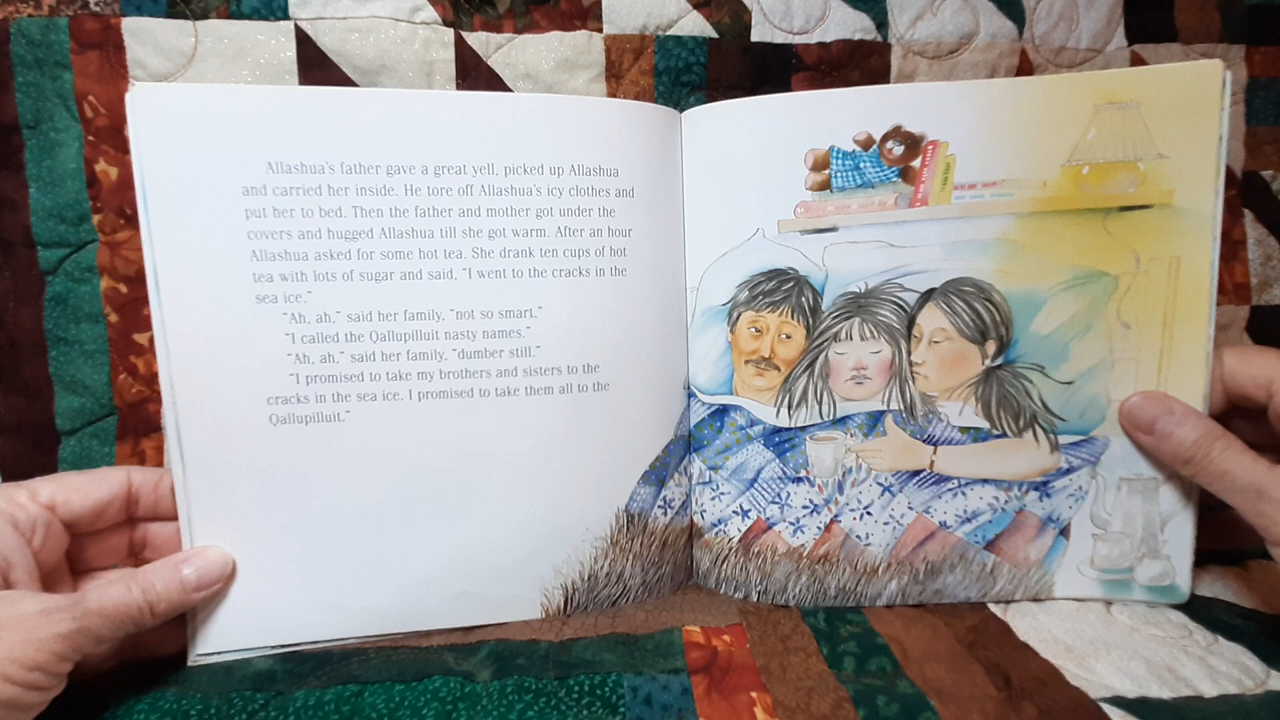 Allashua's father gave a great yell, picked up Allashua
and carried her inside. He tore off Allashua's icy clothes and
put her to bed. Then the father and mother got under the
covers and hugged Allashua till she got warm. After an hour
Allashua asked for some hot tea. She drank ten cups of hot
tea with lots of sugar and said, "I went to the cracks in the
sea ice."
"Ah, ah," said her family, "not so smart."
"I called the Qallupilluit nasty names."
"Ah, ah," said her family, "dumber still."
"I promised to take my brothers and sisters to the
cracks in the sea ice. I promised to take them all to the
Qallupilluit."